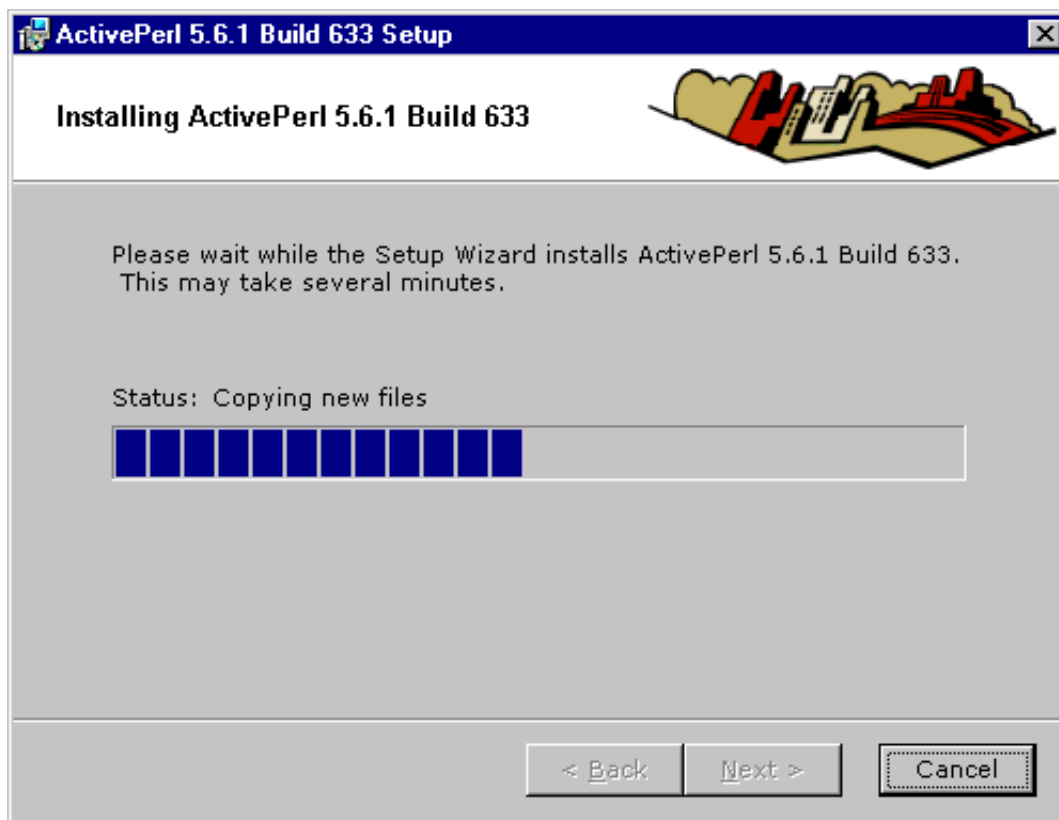 ActivePerl 5.6.1 Build 633 Setup
Installing ActivePerl 5.6.1 Build 633
Please wait while the Setup Wizard installs ActivePerl 5.6.1 Build 633.
This may take several minutes.
Status: Copying new files
< Back Next > Cancel